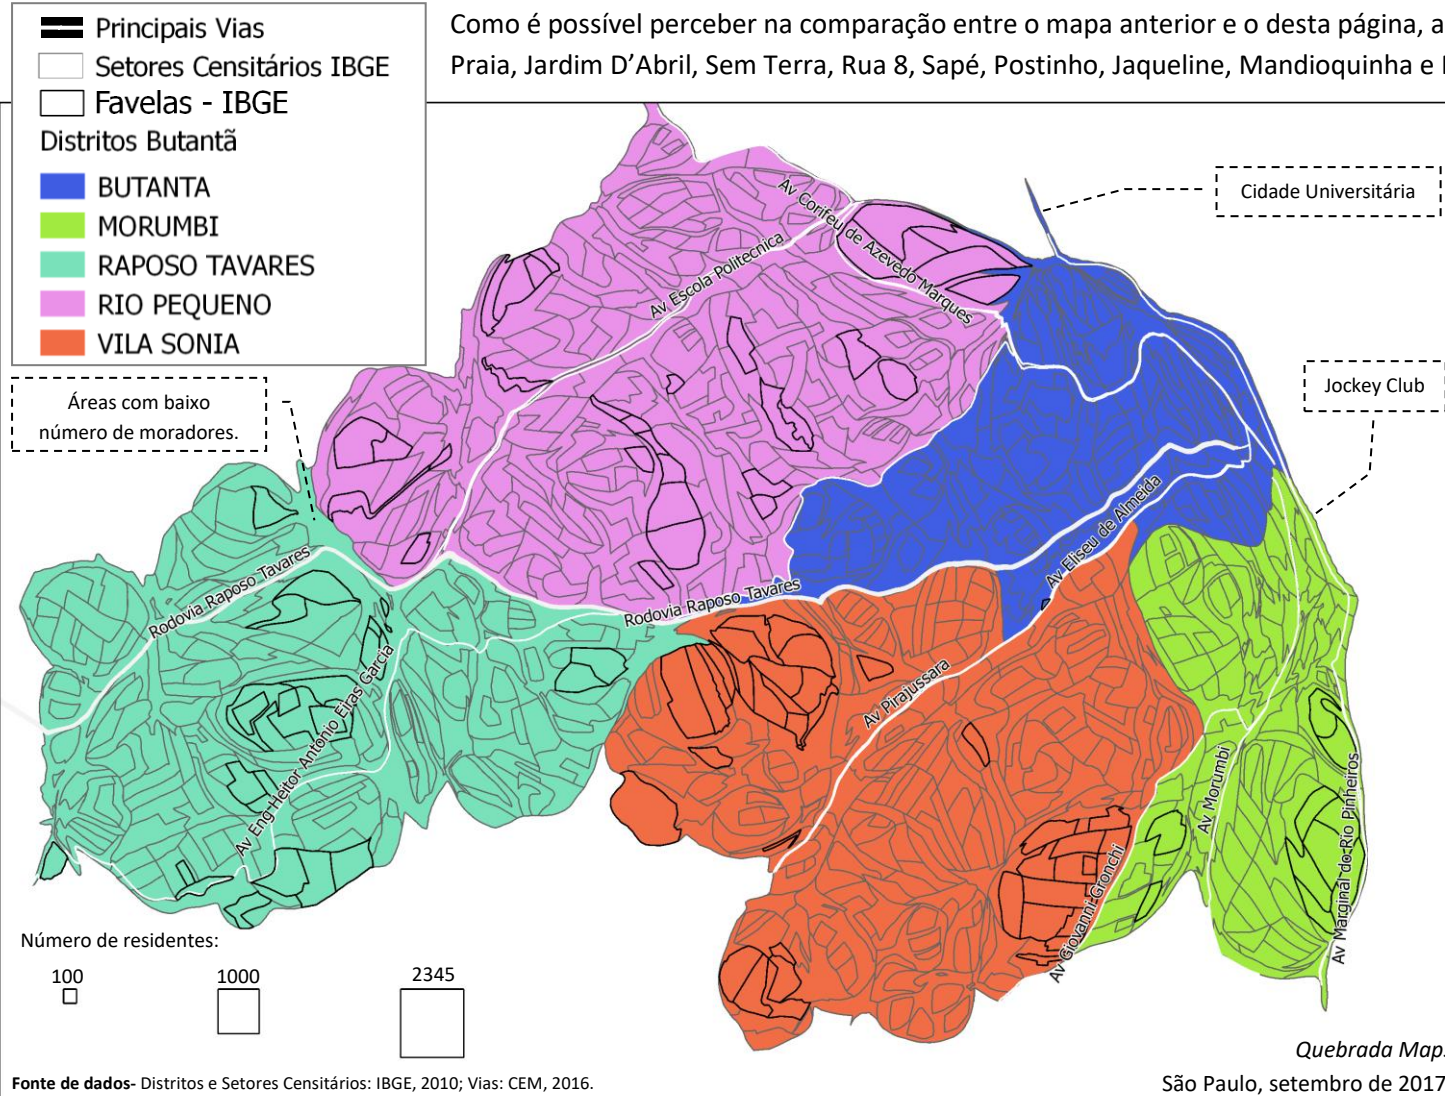 Principais Vias
Setores Censitários IBGE
Favelas - IBGE
Distritos Butantã
BUTANTA
MORUMBI
RAPOSO TAVARES
RIO PEQUENO
VILA SONIA
Como é possível perceber na comparação entre o mapa anterior e o desta página, a
Praia, Jardim D’Abril, Sem Terra, Rua 8, Sapé, Postinho, Jaqueline, Mandioquinha e
Cidade Universitária
Jockey Club
Áreas com baixo
número de moradores.
Av Corifeu de Azevedo Marques
Av Escola Politecnica
Av Eliseu de Almeida
Rodovia Raposo Tavares
Rodovia Raposo Tavares
Av Eng Heitor Antonio Eiras Garcia
Av Pirajussara
Av Morumbi
Av Giovanni Gronchi
Av Marginal do Rio Pinheiros
Número de residentes:
100
1000
2345
Quebrada Maps
São Paulo, setembro de 2017
Fonte de dados- Distritos e Setores Censitários: IBGE, 2010; Vias: CEM, 2016.